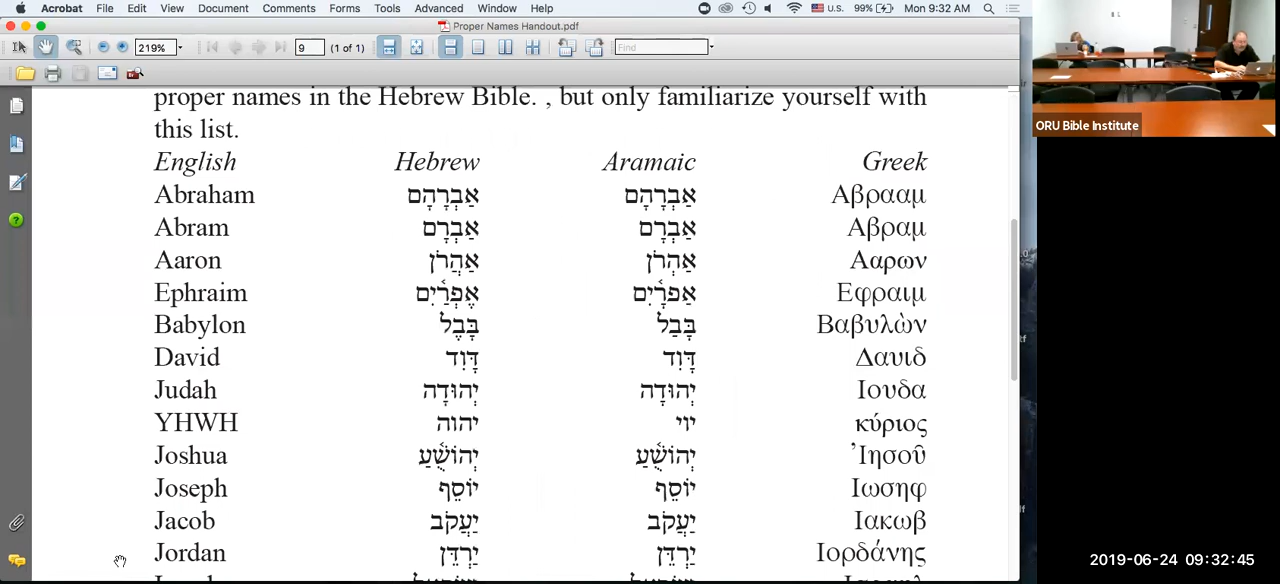 Acrobat File Edit View Document Comments Forms Tools Advanced Window Help U.S. 99% Mon 9:32 AM
Proper Names Handout.pdf
219% 9 (1 of 1) Find
proper names in the Hebrew Bible. , but only familiarize yourself with
this list.
English Hebrew Aramaic Greek
Abraham אַבְרָהָם אַבְרָהָם Αβρααμ
Abram אַבְרָם אַבְרָם Αβραμ
Aaron אַהֲרֹן אַהְרֹן Ααρων
Ephraim אֶפְרַ֫יִם אַפרָ֫יִם Εφραιμ
Babylon בָּבֶל בָּבַל Βαβυλὼν
David דָּוִד דָּוִד Δαυιδ
Judah יְהוּדָה יְהוּדָה Ιουδα
YHWH יהוה יוי κύριος
Joshua יְהוֹשֻׁ֫עַ יְהוֹשֻׁ֫עַ Ἰησοῦ
Joseph יוֹסֵף יוֹסֵף Ιωσηφ
Jacob יַעֲקֹב יַעֲקֹב Ιακωβ
Jordan יַרְדֵּן יַרְדֵּן Ιορδάνης
ORU Bible Institute
2019-06-24 09:32:45